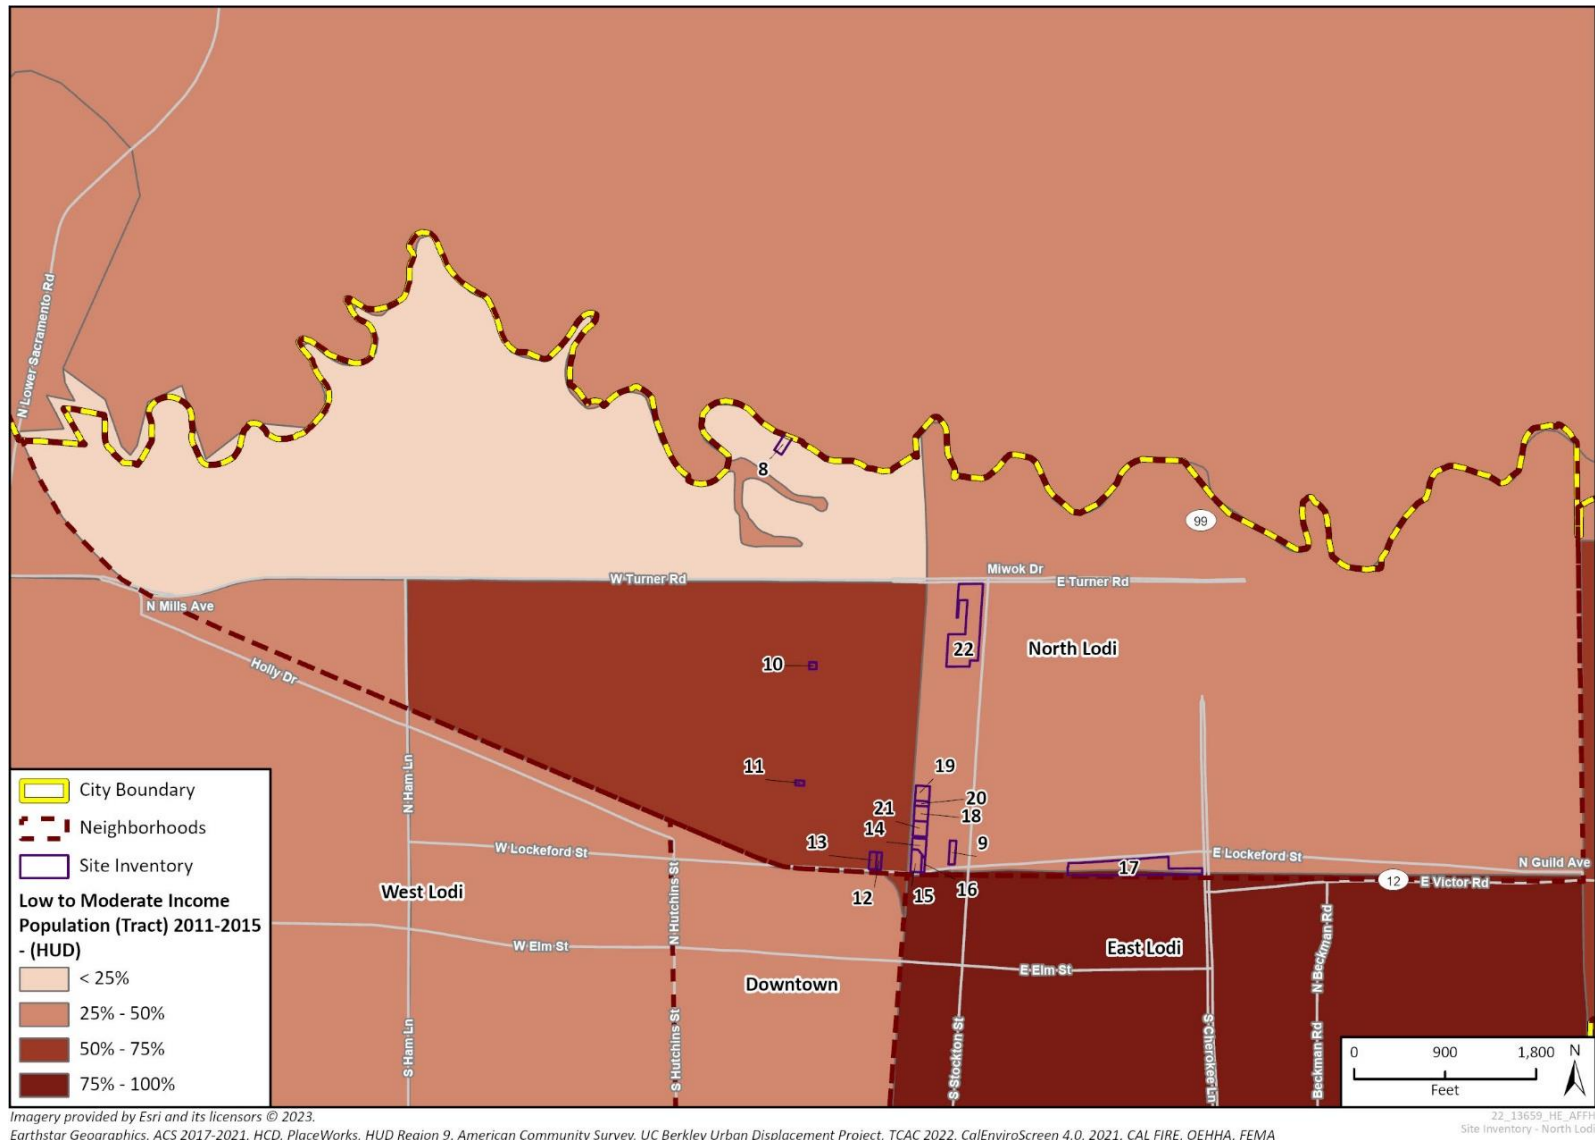 N Lower Sacramento Rd
8
99
W Turner Rd
Miwok Dr
E Turner Rd
N Mills Ave
Holly Dr
10
22
North Lodi
11
19
20
21
18
14
13
9
12
15
16
17
N Ham Ln
W Lockeford St
E Lockeford St
N Guild Ave
12
E Victor Rd
West Lodi
N Hutchins St
W Elm St
East Lodi
E Elm St
Downtown
N Beckman Rd
S Ham Ln
S Hutchins St
S Stockton St
S Cherokee Ln
Beckman Rd
City Boundary
Neighborhoods
Site Inventory
Low to Moderate Income
Population (Tract) 2011-2015
- (HUD)
< 25%
25% - 50%
50% - 75%
75% - 100%
0 900 1,800
Feet
N
Imagery provided by Esri and its licensors © 2023.
Earthstar Geographics, ACS 2017-2021, HCD, PlaceWorks, HUD Region 9, American Community Survey, UC Berkley Urban Displacement Project, TCAC 2022, CalEnviroScreen 4.0, 2021, CAL FIRE, OEHHA, FEMA
22_13659_HE_AFFH
Site Inventory - North Lodi